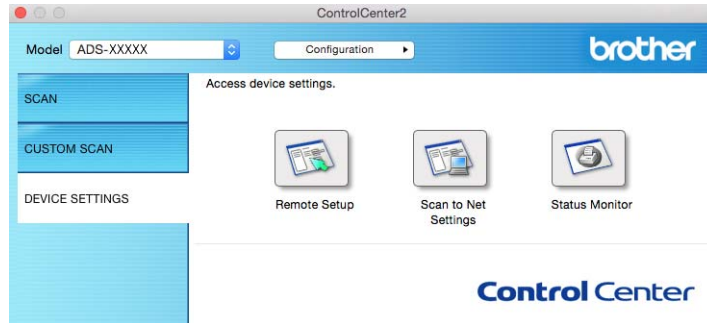 ControlCenter2
Model ADS-XXXXX Configuration brother
SCAN
CUSTOM SCAN
DEVICE SETTINGS
Access device settings.
Remote Setup
Scan to Net
Settings
Status Monitor
Control Center